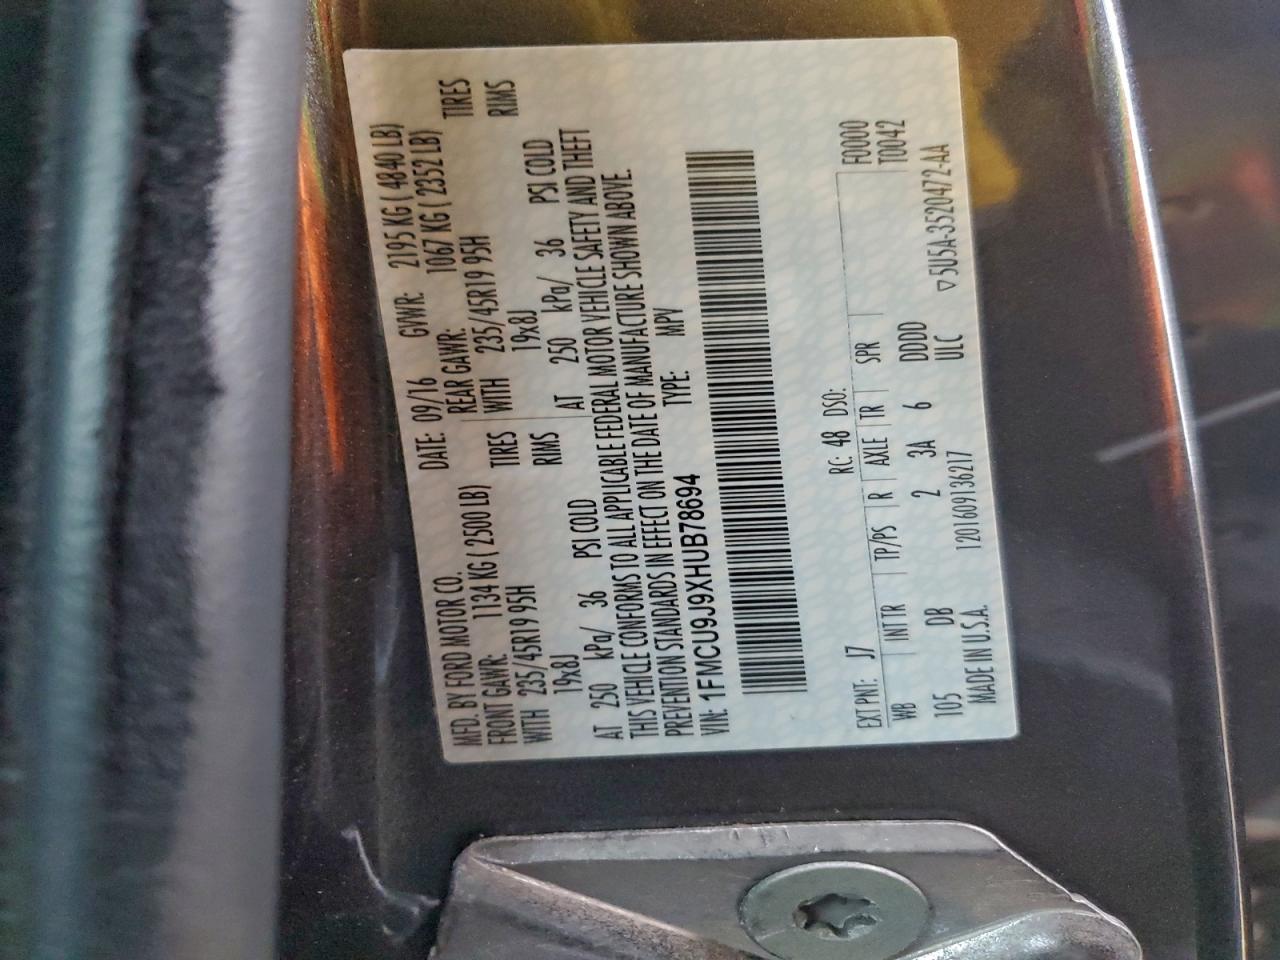 MFD. BY FORD MOTOR CO.
DATE: 09/16 GVWR: 2195 KG ( 4840 LB)
FRONT GAWR: 1134 KG ( 2500 LB) REAR GAWR: 1067 KG ( 2352 LB)
WITH 235/45R19 95H TIRES WITH 235/45R19 95H TIRES
19x8J RIMS 19x8J RIMS
AT 250 kPa/ 36 PSI COLD AT 250 kPa/ 36 PSI COLD
THIS VEHICLE CONFORMS TO ALL APPLICABLE FEDERAL MOTOR VEHICLE SAFETY AND THEFT
PREVENTION STANDARDS IN EFFECT ON THE DATE OF MANUFACTURE SHOWN ABOVE.
VIN: 1FMCU9J9XHUB78694 TYPE: MPV
F0000
EXT PNT: J7 RC: 48 DSO: T0042
WB INT TR TP/PS R AXLE TR SPR
105 DB 2 3A 6 DDDD
ULC ▽5U5A-3520472-AA
MADE IN U.S.A. 1201609136217